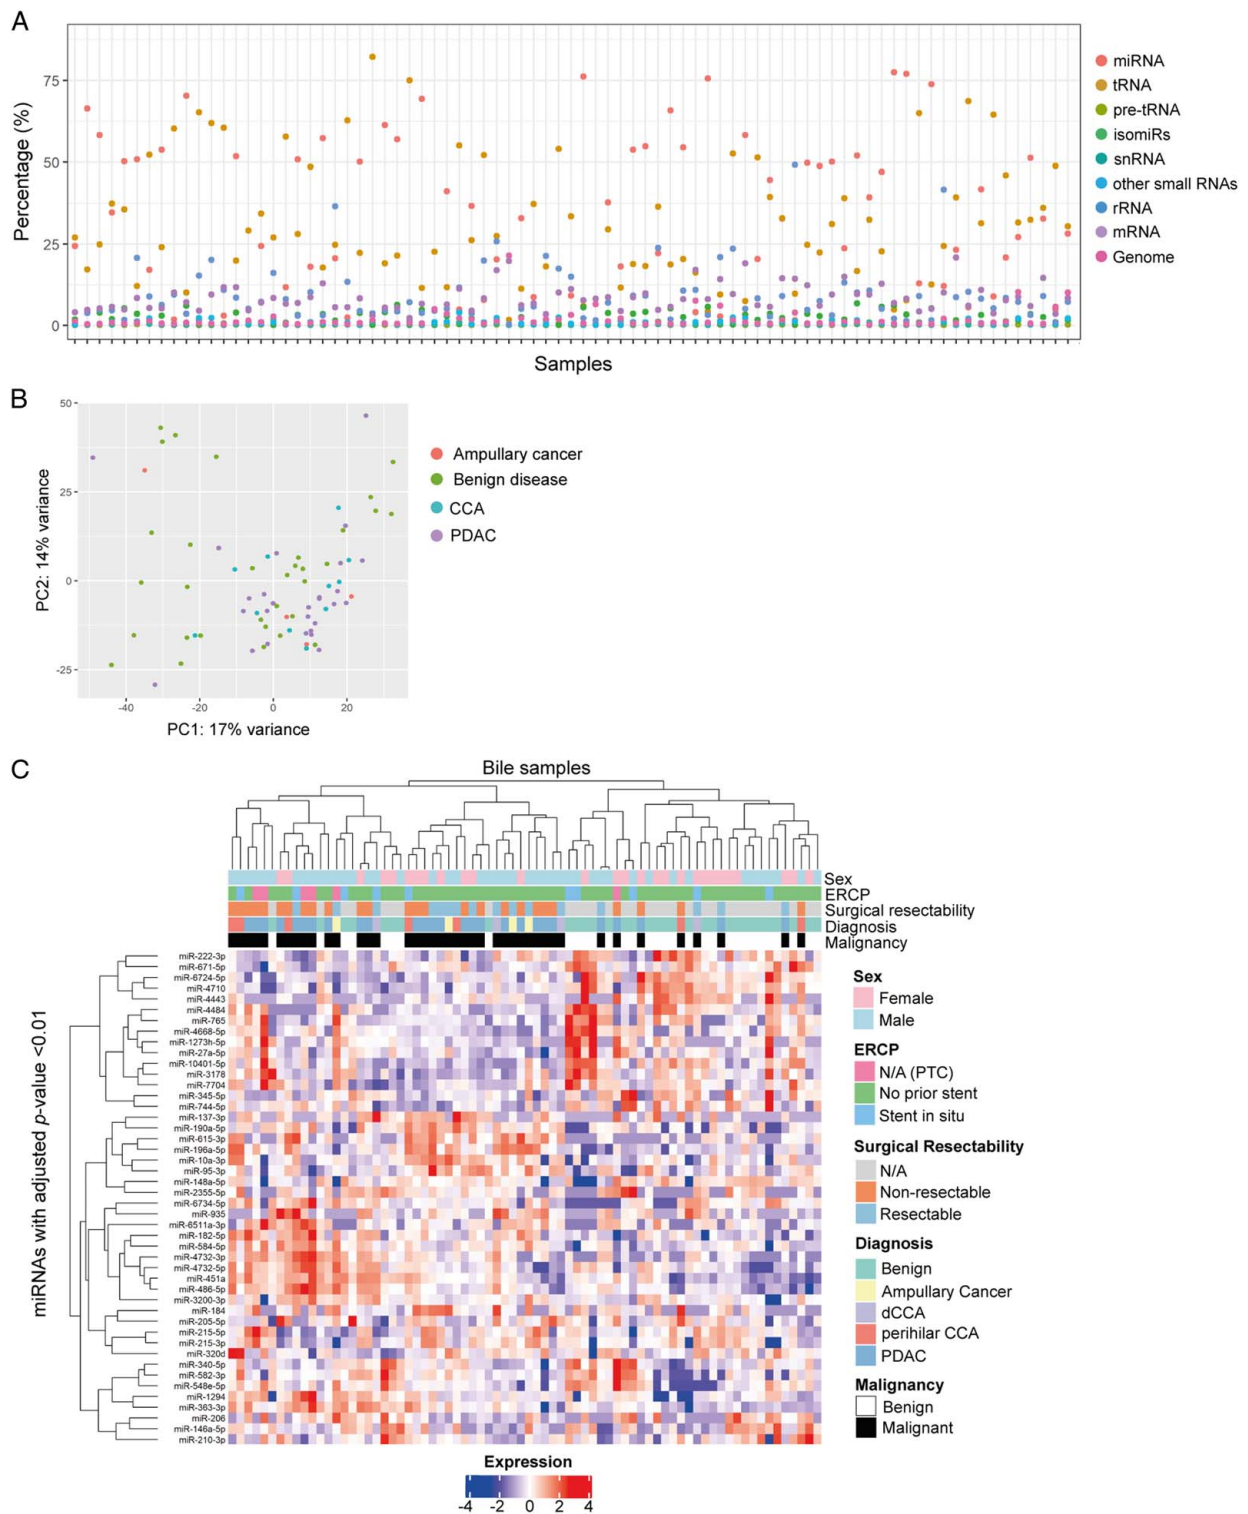 A
Percentage (%)
75
50
25
0
Samples
miRNA
tRNA
pre-tRNA
isomiRs
snRNA
other small RNAs
rRNA
mRNA
Genome
B
PC2: 14% variance
50
25
0
-25
-40
-20
0
20
PC1: 17% variance
Ampullary cancer
Benign disease
CCA
PDAC
C
Bile samples
Sex
ERCP
Surgical resectability
Diagnosis
Malignancy
miRNAs with adjusted p-value <0.01
miR-222-3p
miR-671-5p
miR-6724-5p
miR-4710
miR-4443
miR-4484
miR-765
miR-4668-5p
miR-1273h-5p
miR-27a-5p
miR-10401-5p
miR-3178
miR-7704
miR-345-5p
miR-744-5p
miR-137-3p
miR-190a-5p
miR-615-3p
miR-196a-5p
miR-10a-3p
miR-95-3p
miR-148a-5p
miR-2355-5p
miR-6734-5p
miR-935
miR-6511a-3p
miR-182-5p
miR-584-5p
miR-4732-3p
miR-4732-5p
miR-451a
miR-486-5p
miR-3200-3p
miR-184
miR-205-5p
miR-215-5p
miR-215-3p
miR-320d
miR-340-5p
miR-582-3p
miR-548e-5p
miR-1294
miR-363-3p
miR-206
miR-146a-5p
miR-210-3p
Sex
Female
Male
ERCP
N/A (PTC)
No prior stent
Stent in situ
Surgical Resectability
N/A
Non-resectable
Resectable
Diagnosis
Benign
Ampullary Cancer
dCCA
perihilar CCA
PDAC
Malignancy
Benign
Malignant
Expression
-4 -2 0 2 4